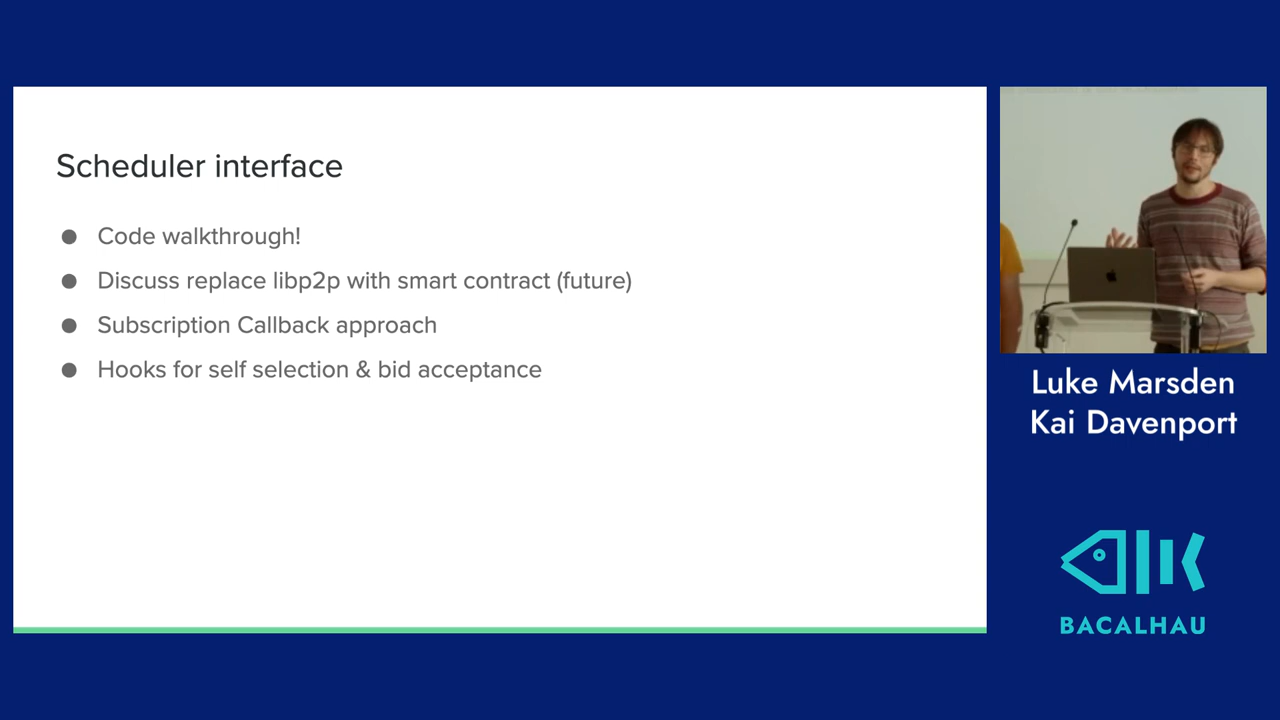 Scheduler interface
● Code walkthrough!
● Discuss replace libp2p with smart contract (future)
● Subscription Callback approach
● Hooks for self selection & bid acceptance
Luke Marsden
Kai Davenport
BACALHAU